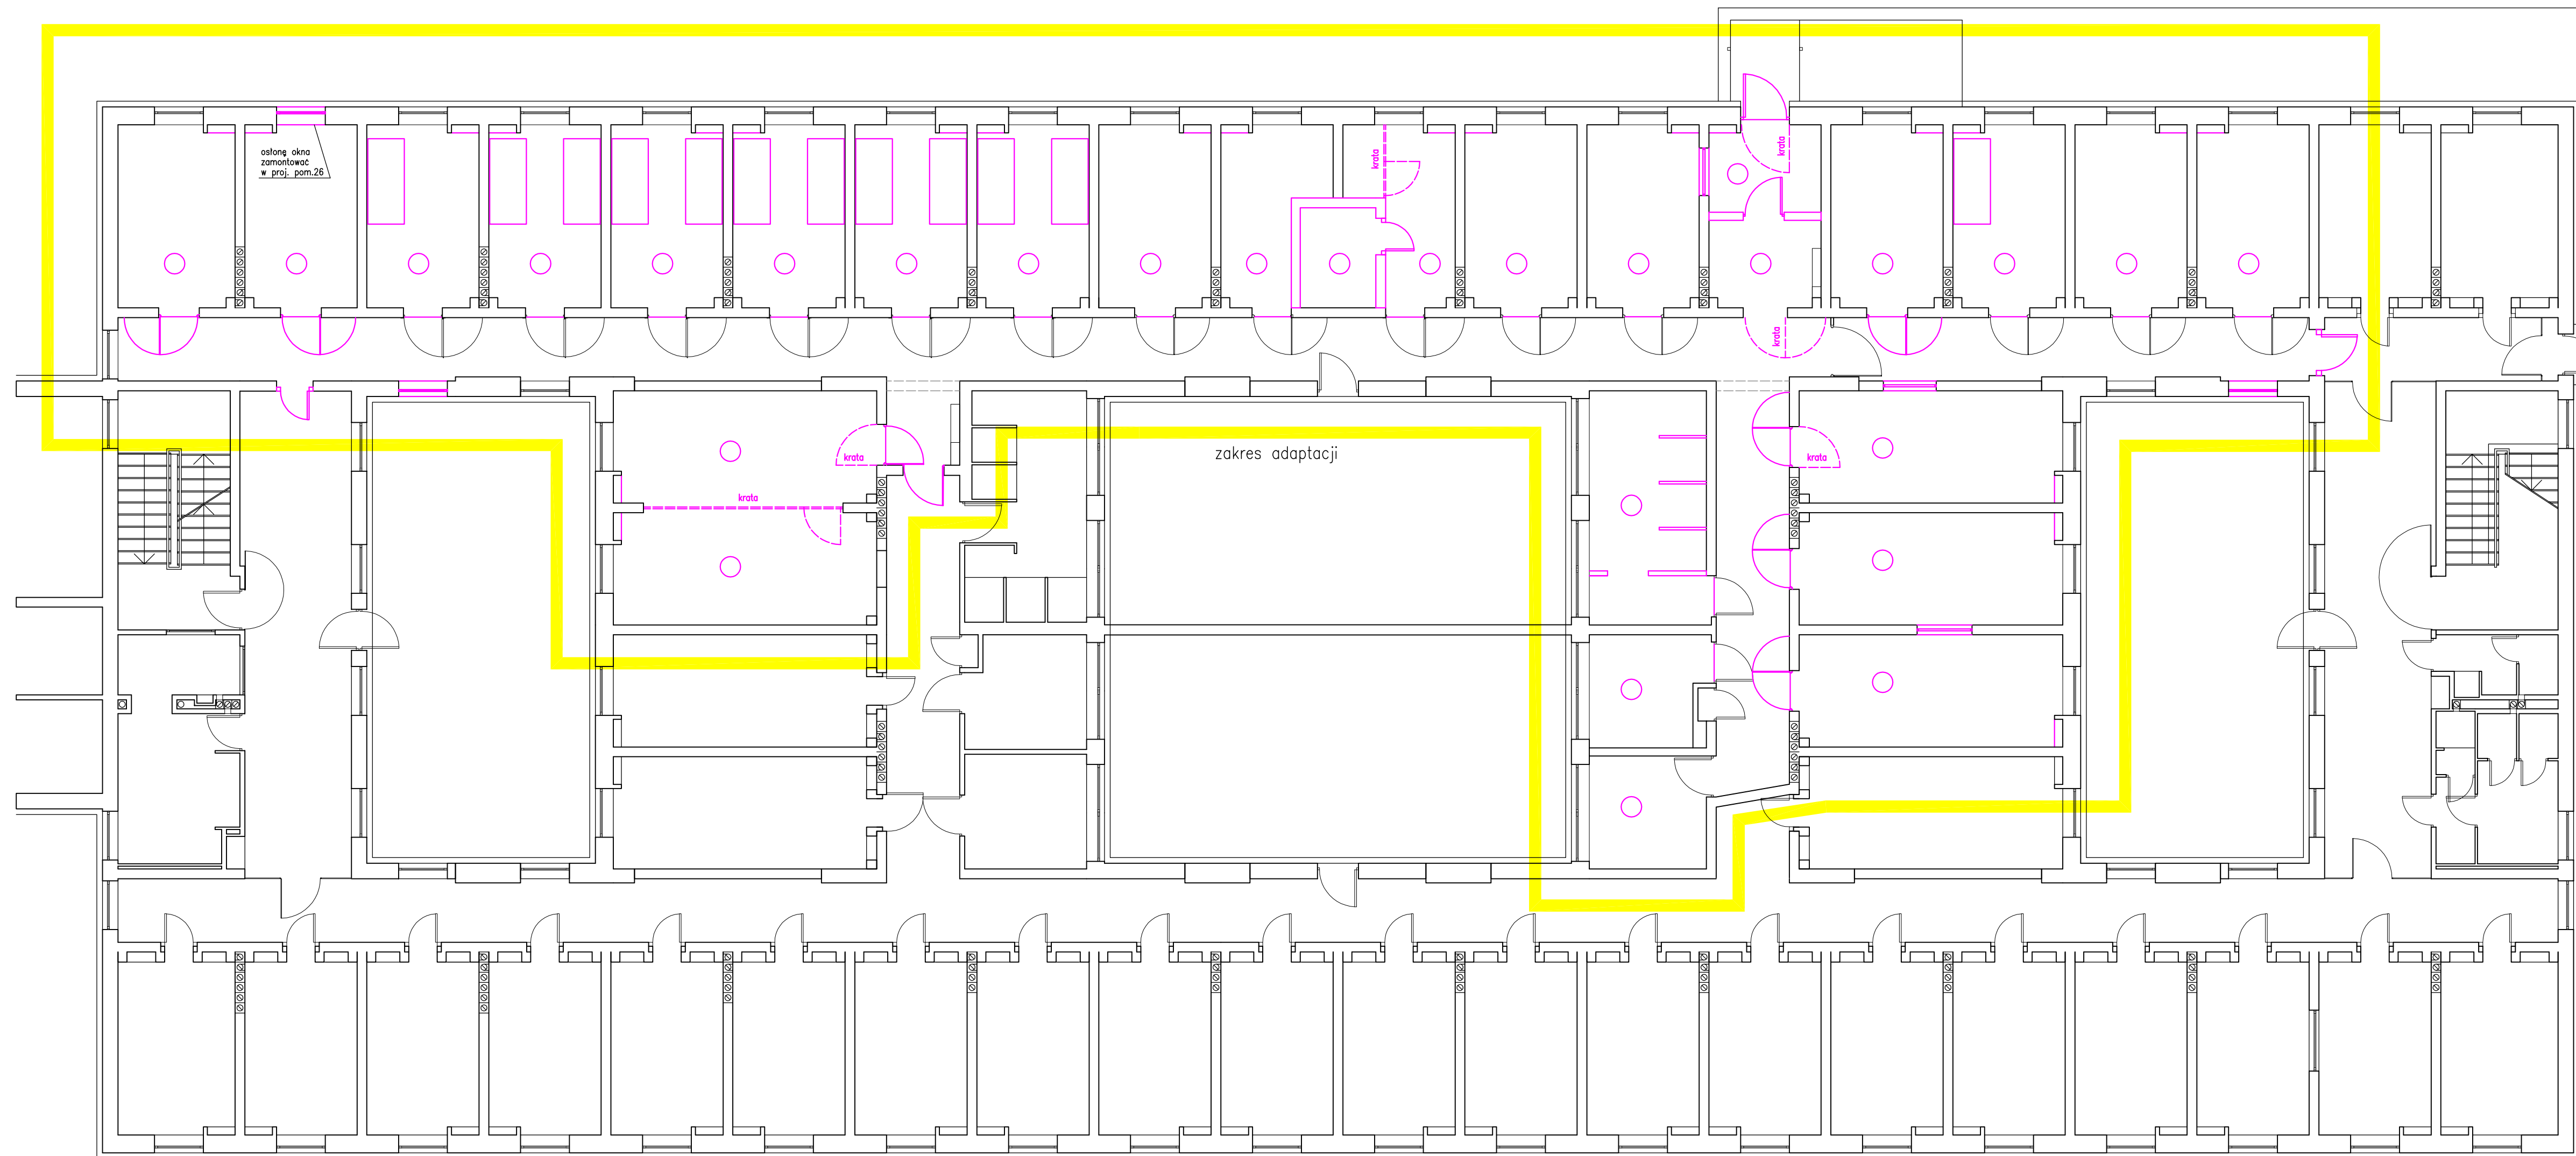 osłonę okna
zamontować
w proj. pom.26
krata
krata
krata
krata
krata
krata
zakres adaptacji